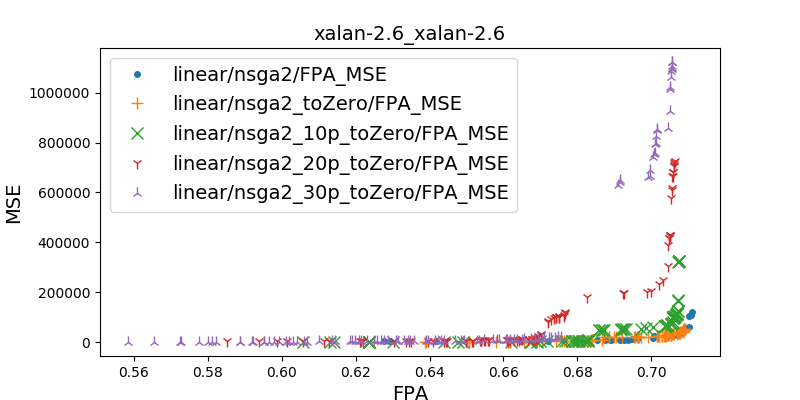 xalan-2.6_xalan-2.6
linear/nsga2/FPA_MSE
linear/nsga2_toZero/FPA_MSE
linear/nsga2_10p_toZero/FPA_MSE
linear/nsga2_20p_toZero/FPA_MSE
linear/nsga2_30p_toZero/FPA_MSE
MSE
1000000
800000
600000
400000
200000
0
0.56 0.58 0.60 0.62 0.64 0.66 0.68 0.70
FPA